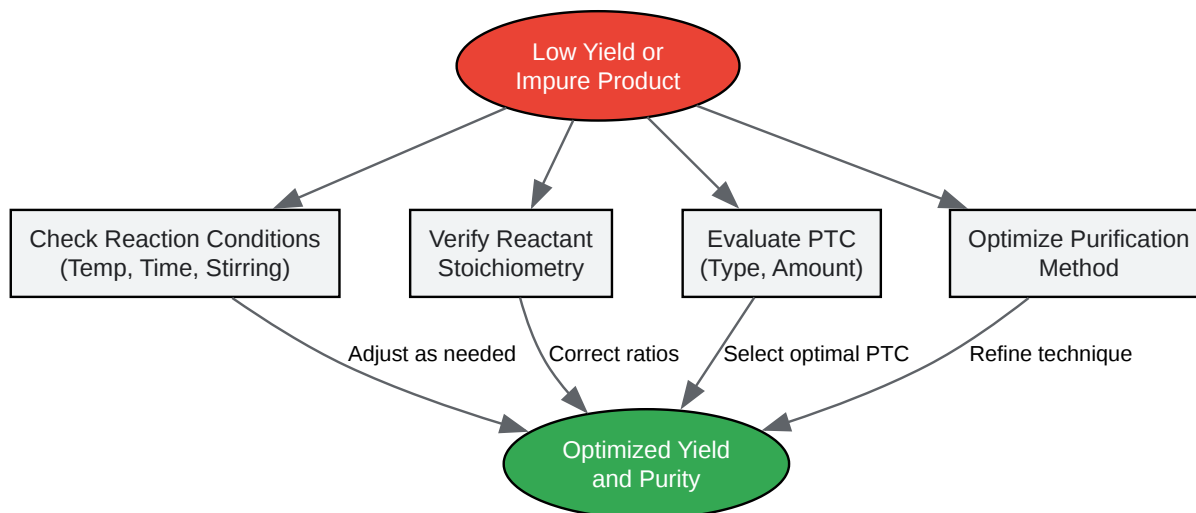 Low Yield or
Impure Product
Check Reaction Conditions
(Temp, Time, Stirring)
Verify Reactant
Stoichiometry
Evaluate PTC
(Type, Amount)
Optimize Purification
Method
Adjust as needed
Correct ratios
Select optimal PTC
Refine technique
Optimized Yield
and Purity